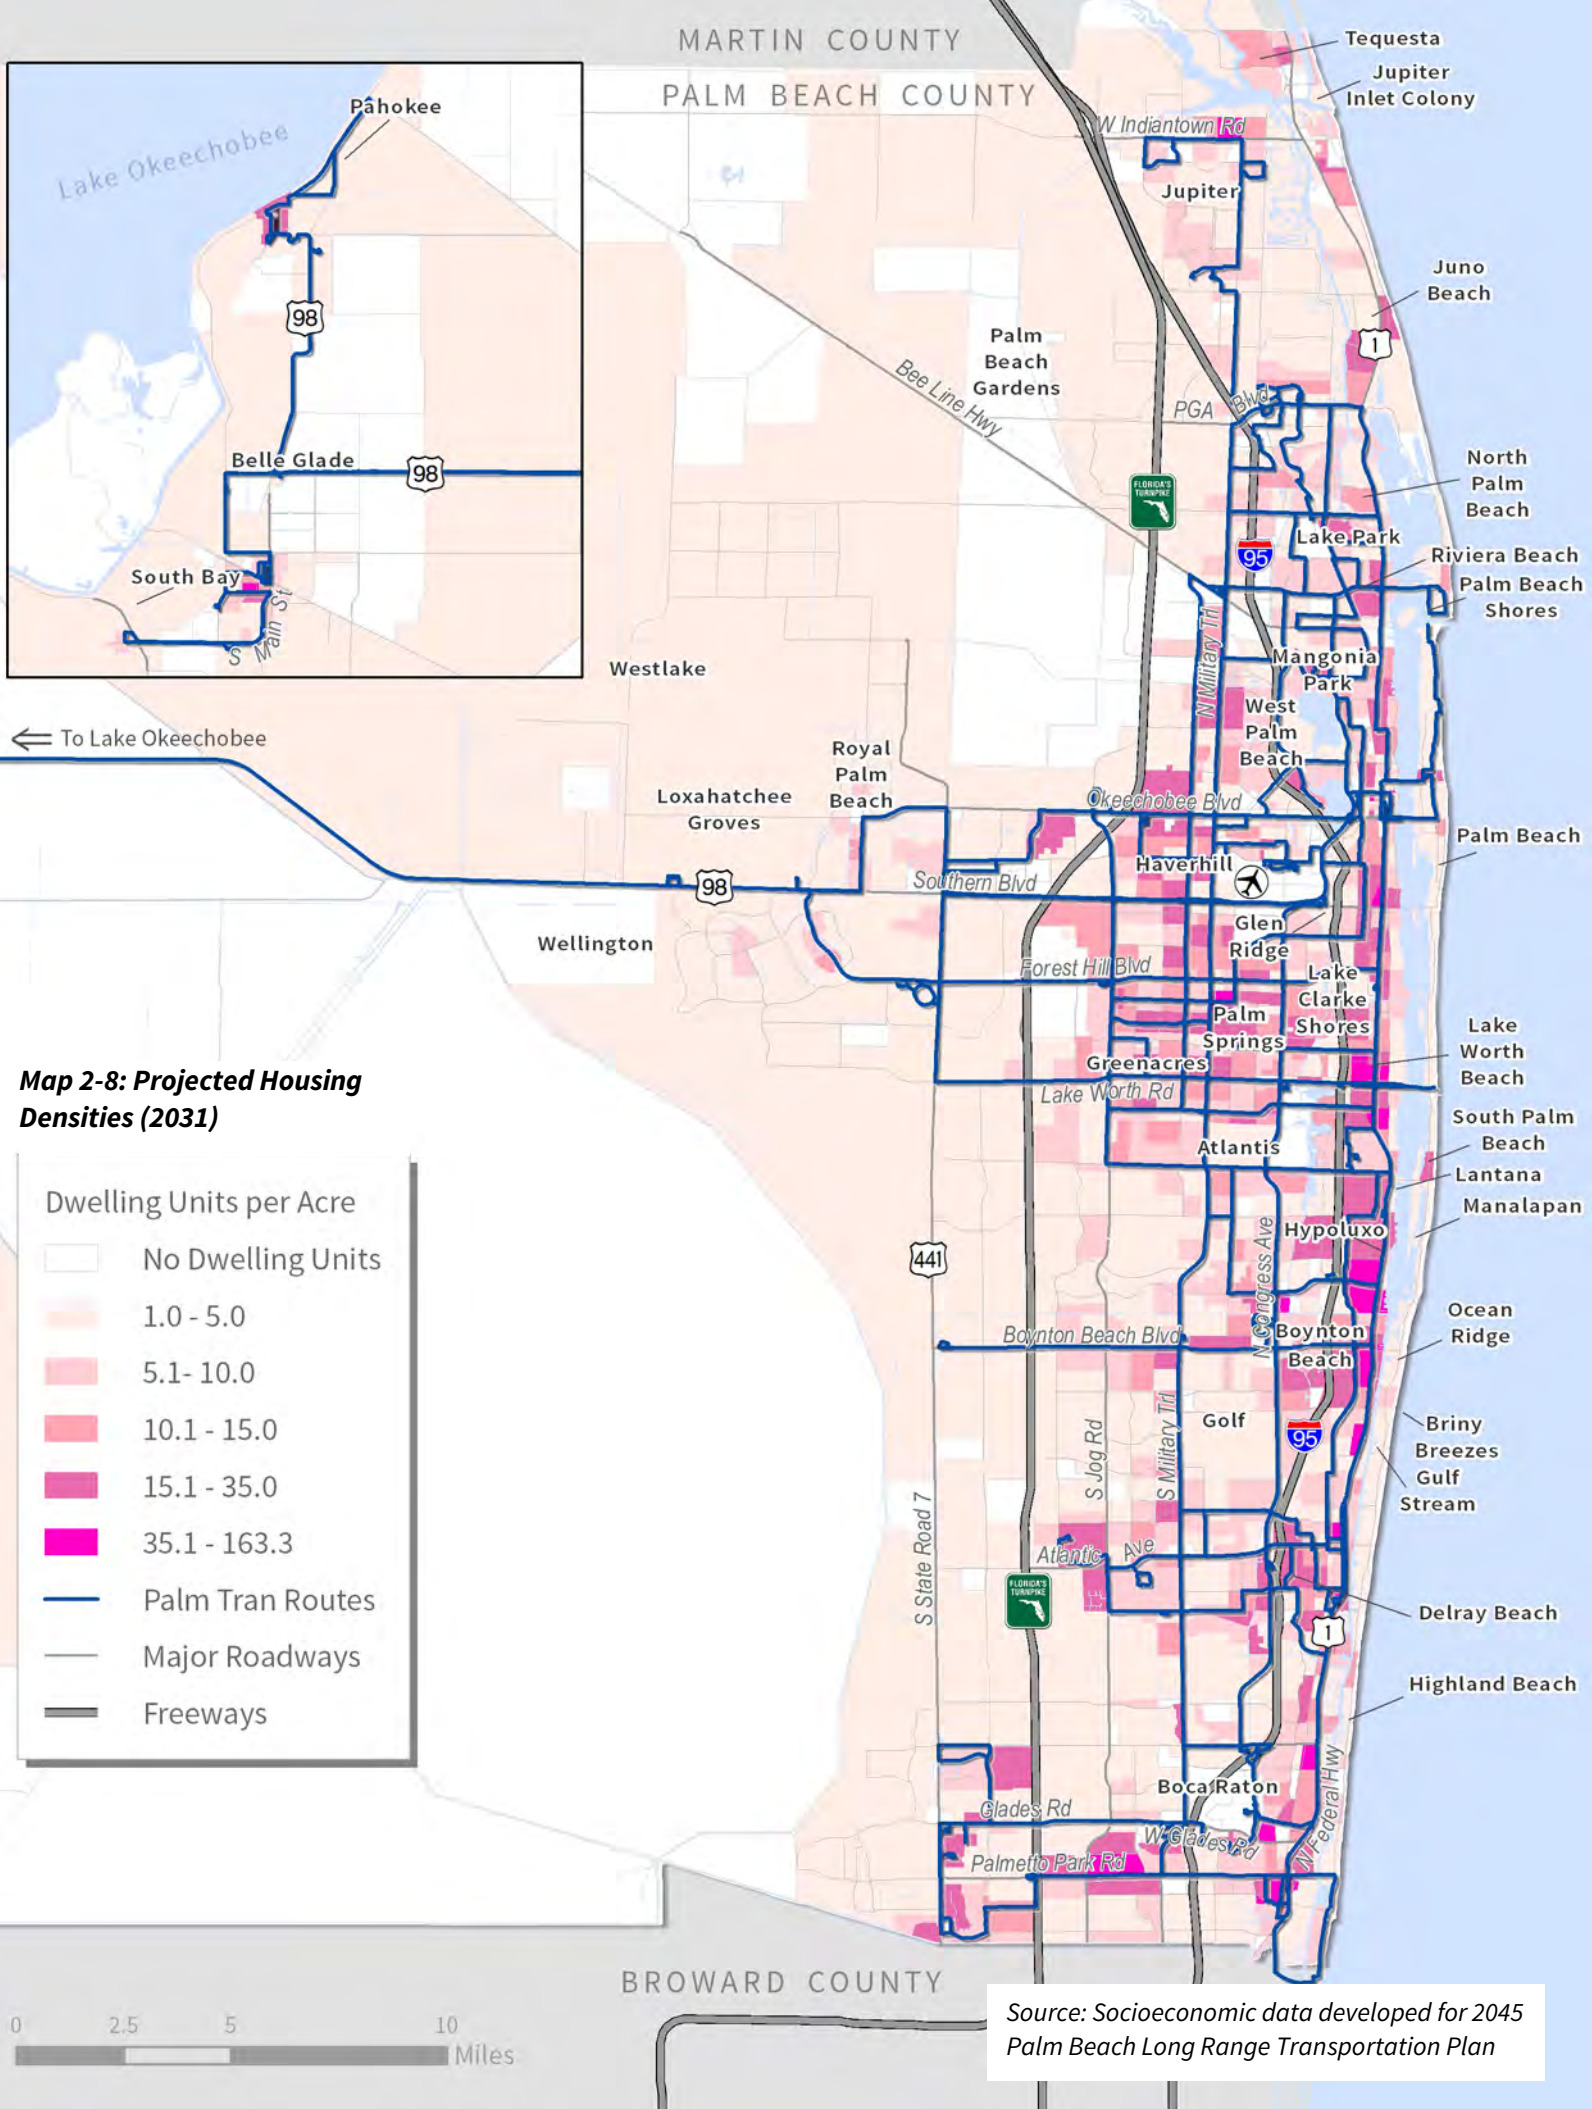 MARTIN COUNTY
PALM BEACH COUNTY
Tequesta
Jupiter
Inlet Colony
W Indiantown Rd
Jupiter
Pahokee
Lake Okeechobee
98
Belle Glade
98
South Bay
S Main St
Juno
Beach
1
Palm
Beach
Gardens
Bee Line Hwy
PGA Blvd
FLORIDA'S
TURNPIKE
North
Palm
Beach
Lake Park
95
Riviera Beach
Palm Beach
Shores
N Military Trl
Mangonia
Park
Westlake
West
Palm
Beach
To Lake Okeechobee
Royal
Palm
Beach
Loxahatchee
Groves
Okeechobee Blvd
Palm Beach
Haverhill
98
Southern Blvd
Glen
Ridge
Wellington
Forest Hill Blvd
Lake
Clarke
Shores
Palm
Springs
Lake
Worth
Beach
Greenacres
Lake Worth Rd
South Palm
Beach
Atlantis
Lantana
Manalapan
Hypoluxo
441
N Congress Ave
Ocean
Ridge
Boynton Beach Blvd
Boynton
Beach
Golf
Briny
Breezes
Gulf
Stream
95
S Jog Rd
S Military Trl
S State Road 7
Atlantic Ave
FLORIDA'S
TURNPIKE
Delray Beach
1
Highland Beach
Boca Raton
N Federal Hwy
Glades Rd
W Glades Rd
Palmetto Park Rd
BROWARD COUNTY
Map 2-8: Projected Housing
Densities (2031)
Dwelling Units per Acre
No Dwelling Units
1.0 - 5.0
5.1- 10.0
10.1 - 15.0
15.1 - 35.0
35.1 - 163.3
Palm Tran Routes
Major Roadways
Freeways
0 2.5 5 10
Miles
Source: Socioeconomic data developed for 2045
Palm Beach Long Range Transportation Plan